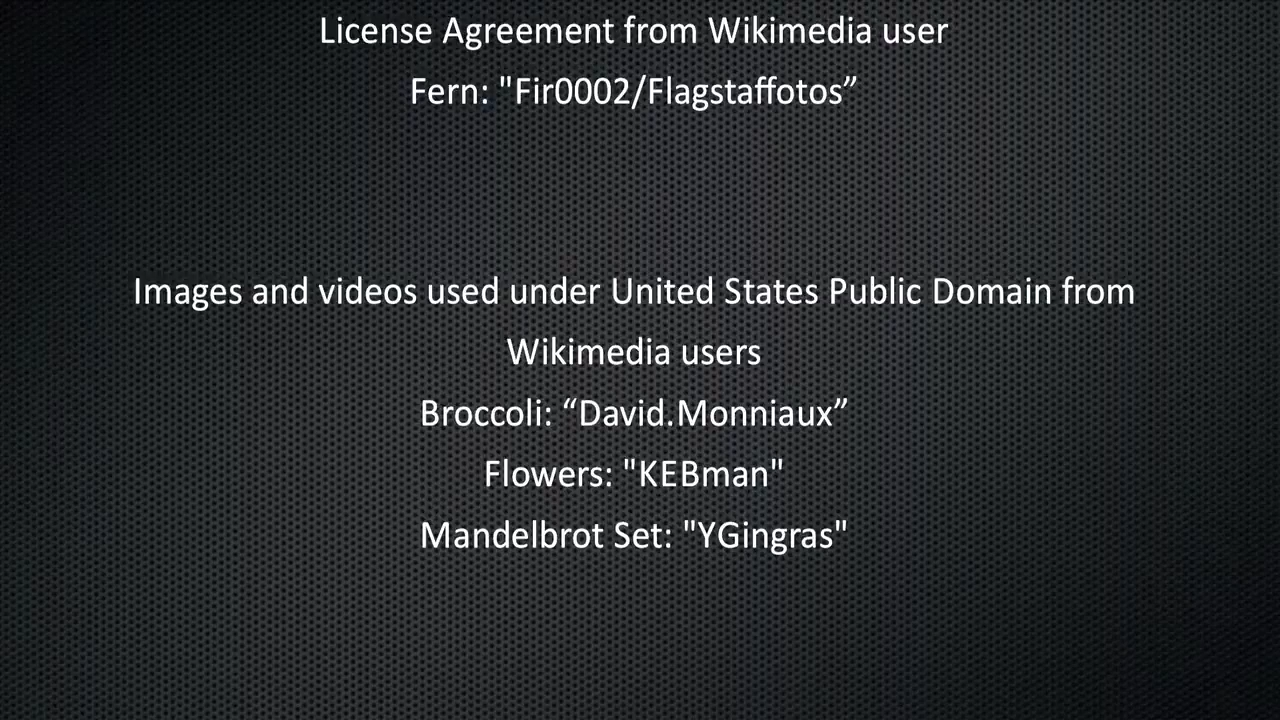 License Agreement from Wikimedia user
Fern: "Fir0002/Flagstaffotos”
Images and videos used under United States Public Domain from
Wikimedia users
Broccoli: “David.Monniaux”
Flowers: "KEBman"
Mandelbrot Set: "YGingras"